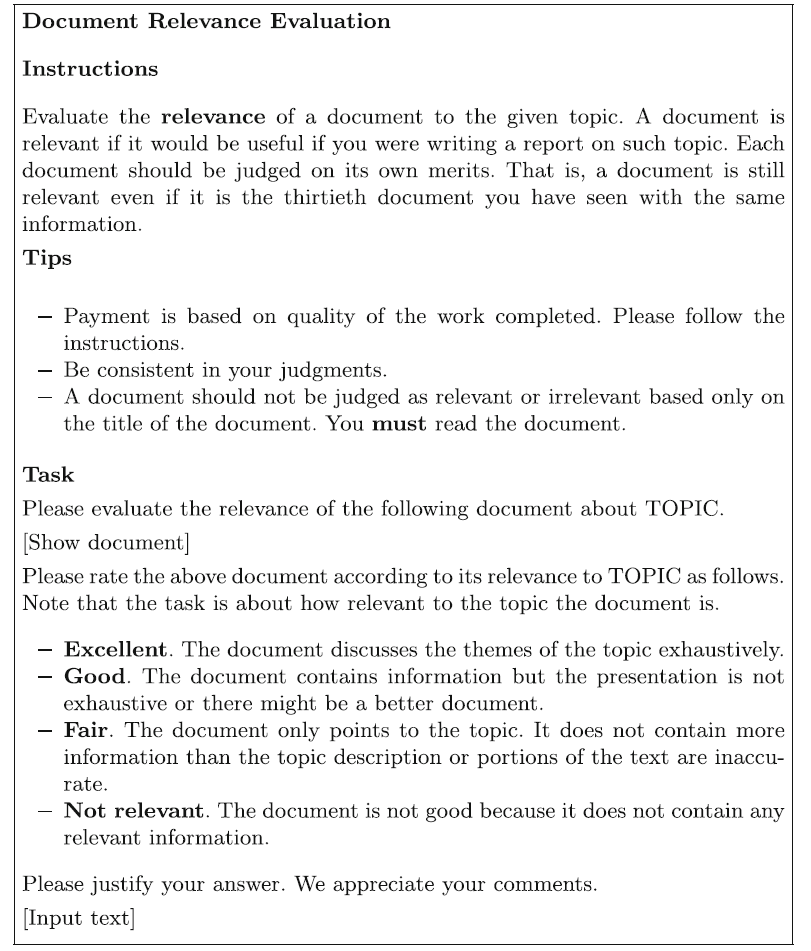 Document Relevance Evaluation
Instructions
Evaluate the relevance of a document to the given topic. A document is
relevant if it would be useful if you were writing a report on such topic. Each
document should be judged on its own merits. That is, a document is still
relevant even if it is the thirtieth document you have seen with the same
information.
Tips
– Payment is based on quality of the work completed. Please follow the
instructions.
– Be consistent in your judgments.
– A document should not be judged as relevant or irrelevant based only on
the title of the document. You must read the document.
Task
Please evaluate the relevance of the following document about TOPIC.
[Show document]
Please rate the above document according to its relevance to TOPIC as follows.
Note that the task is about how relevant to the topic the document is.
– Excellent. The document discusses the themes of the topic exhaustively.
– Good. The document contains information but the presentation is not
exhaustive or there might be a better document.
– Fair. The document only points to the topic. It does not contain more
information than the topic description or portions of the text are inaccu-
rate.
– Not relevant. The document is not good because it does not contain any
relevant information.
Please justify your answer. We appreciate your comments.
[Input text]